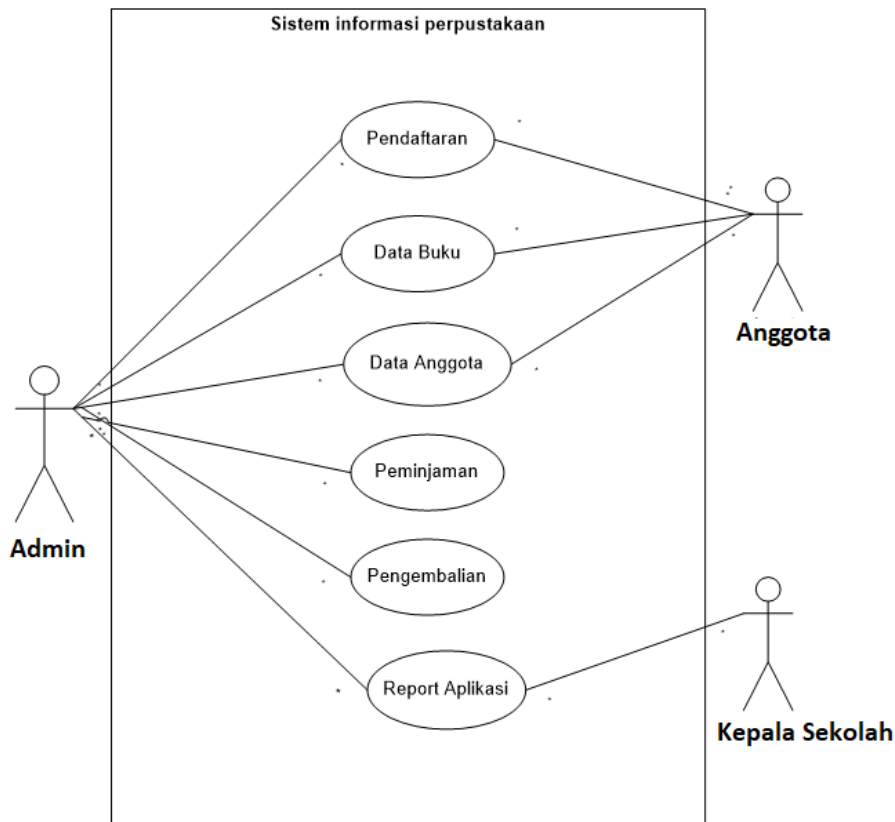 Sistem informasi perpustakaan
Pendaftaran
Data Buku
Anggota
Data Anggota
Admin
Peminjaman
Pengembalian
Report Aplikasi
Kepala Sekolah